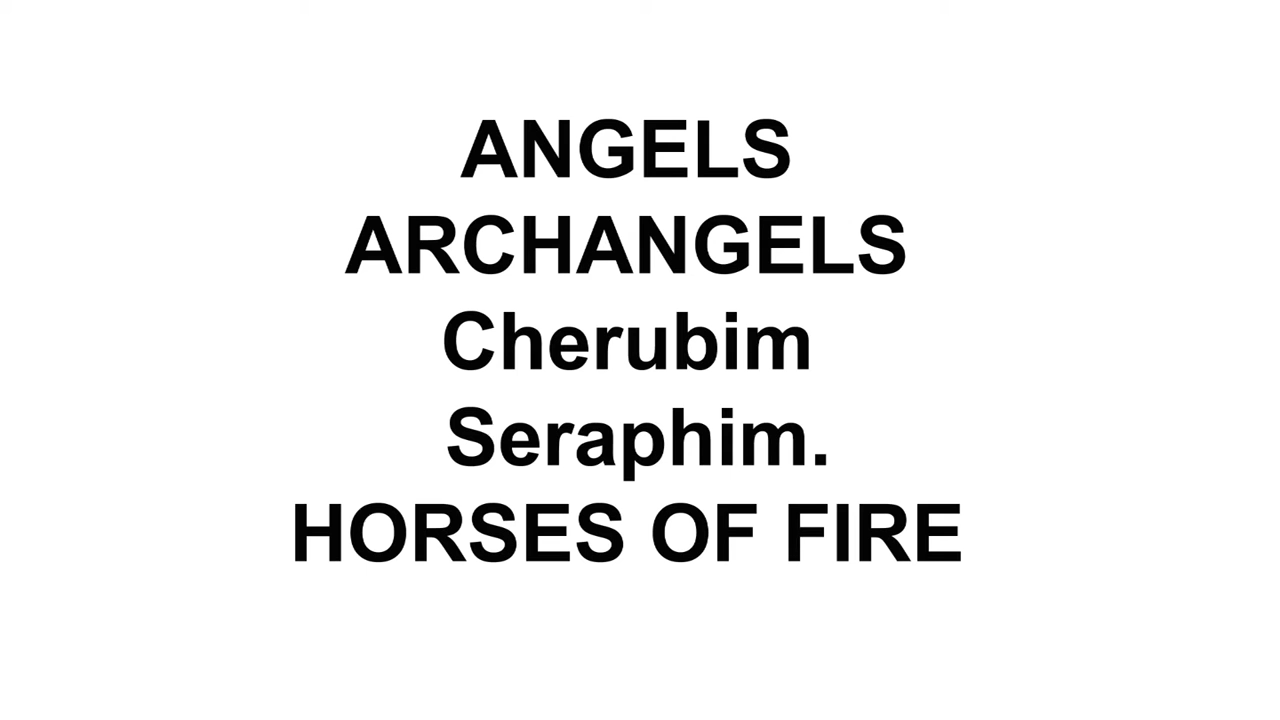 ANGELS
ARCHANGELS
Cherubim
Seraphim.
HORSES OF FIRE